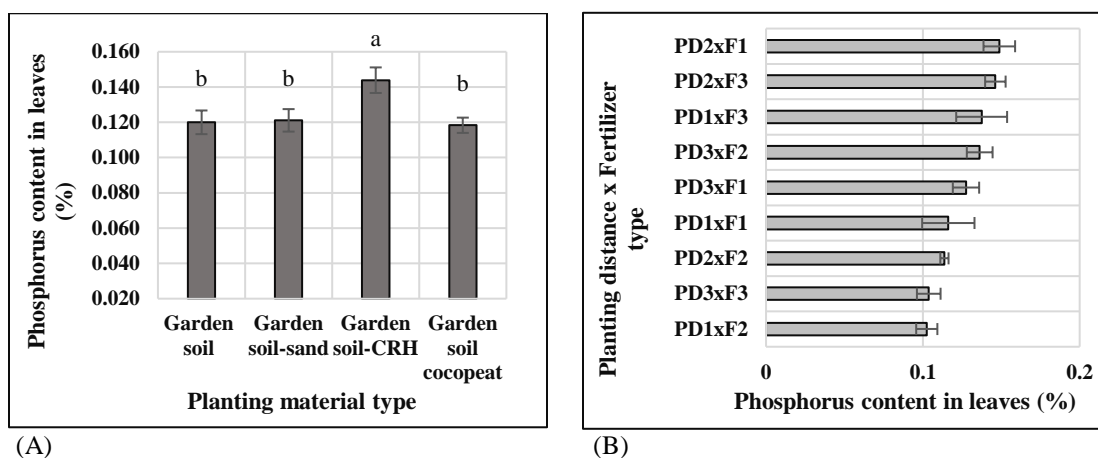 Phosphorus content in leaves
(%)
0.160
0.140
0.120
0.100
0.080
0.060
0.040
0.020
b
b
a
b
Garden
soil
Garden
soil-sand
Garden
soil-CRH
Garden
soil
cocopeat
Planting material type
(A)
Planting distance x Fertilizer
type
PD2xF1
PD2xF3
PD1xF3
PD3xF2
PD3xF1
PD1xF1
PD2xF2
PD3xF3
PD1xF2
0
0.1
0.2
Phosphorus content in leaves (%)
(B)